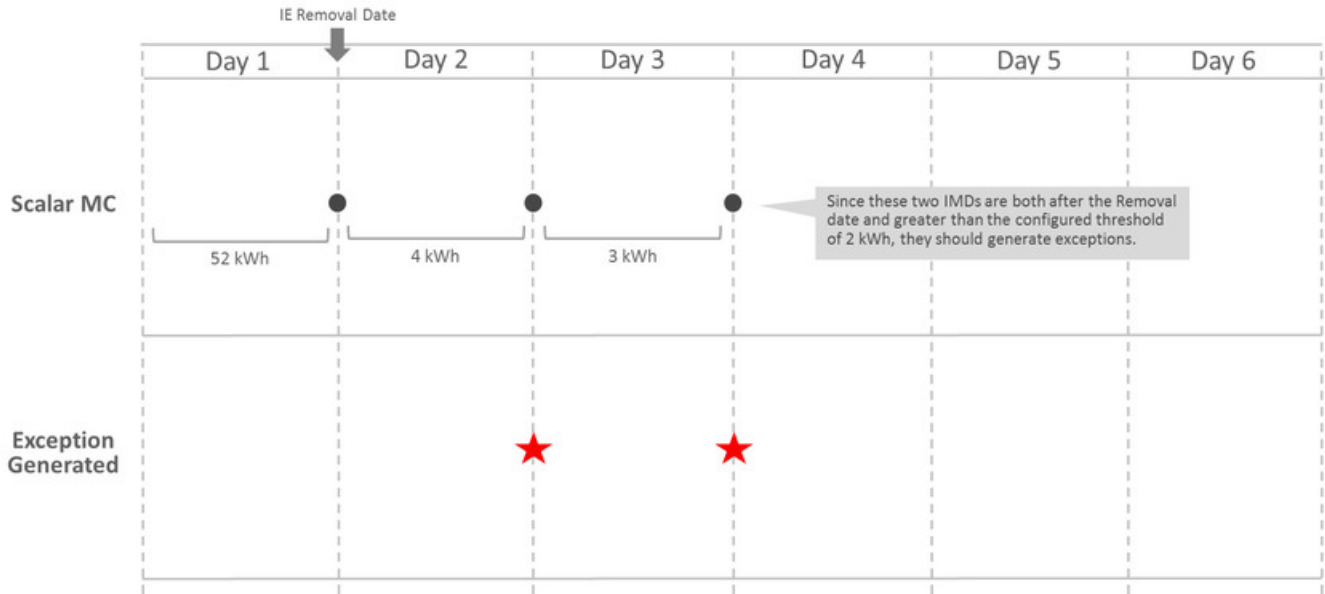 IE Removal Date
Day 1 Day 2 Day 3 Day 4 Day 5 Day 6
Scalar MC
52 kWh 4 kWh 3 kWh
Since these two IMDs are both after the Removal
date and greater than the configured threshold
of 2 kWh, they should generate exceptions.
Exception
Generated